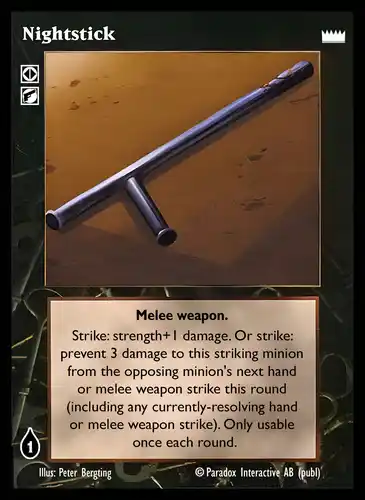 Nightstick
Melee weapon.
Strike: strength+1 damage. Or strike:
prevent 3 damage to this striking minion
from the opposing minion's next hand
or melee weapon strike this round
(including any currently-resolving hand
or melee weapon strike). Only usable
once each round.
1
Illus: Peter Bergting © Paradox Interactive AB (publ)